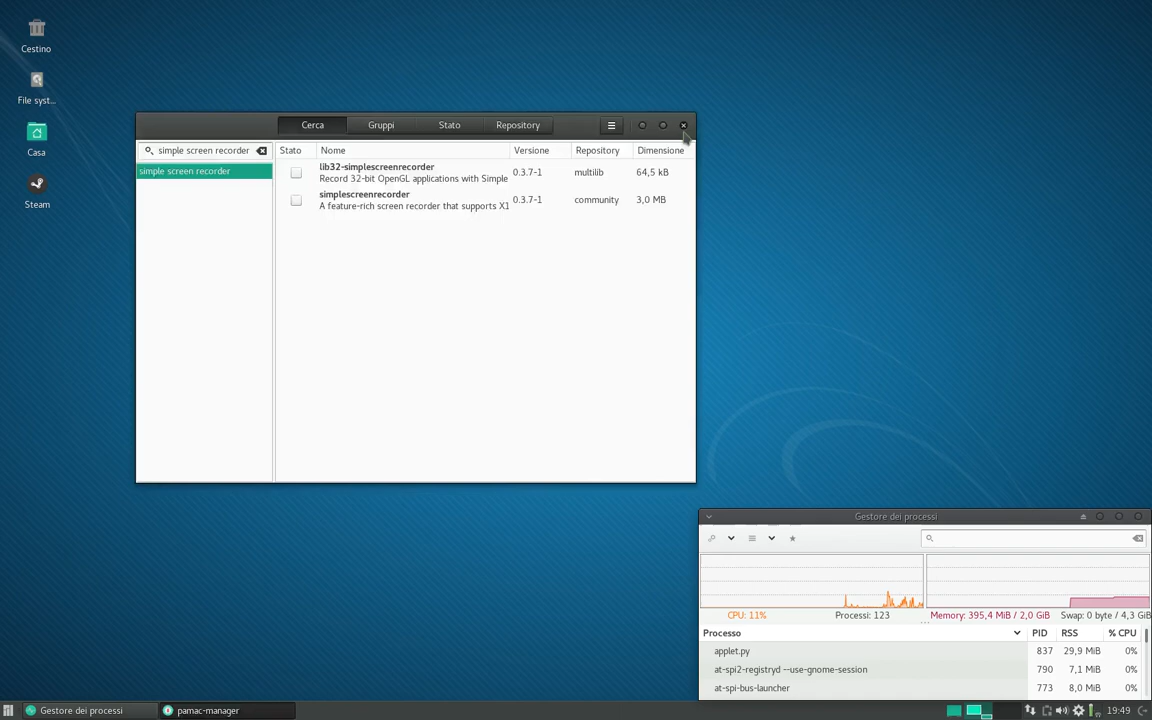 Cestino
File syst...
Casa
Steam
Cerca
Gruppi
Stato
Repository
simple screen recorder
Stato
Nome
Versione
Repository
Dimensione
simple screen recorder
lib32-simplescreenrecorder
Record 32-bit OpenGL applications with Simple
0.3.7-1
multilib
64,5 kB
simplescreenrecorder
A feature-rich screen recorder that supports X1
0.3.7-1
community
3,0 MB
Gestore dei processi
CPU: 11%
Processi: 123
Memory: 395,4 MiB / 2,0 GiB
Swap: 0 byte / 4,3 GiB
Processo
PID
RSS
% CPU
applet.py
837
29,9 MiB
0%
at-spi2-registryd --use-gnome-session
790
7,1 MiB
0%
at-spi-bus-launcher
773
8,0 MiB
0%
Gestore dei processi
pamac-manager
19:49